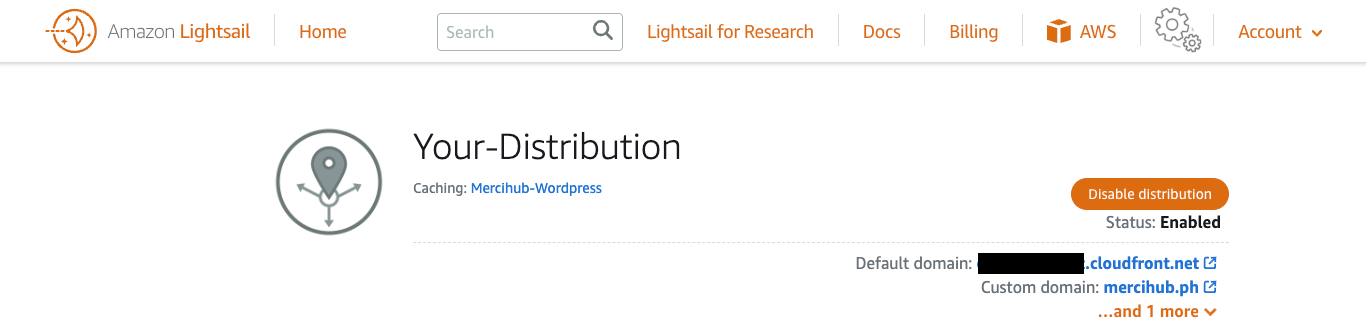 Amazon Lightsail Home Search Lightsail for Research Docs Billing AWS Account
Your-Distribution
Caching: Mercihub-Wordpress
Disable distribution
Status: Enabled
Default domain: .cloudfront.net
Custom domain: mercihub.ph
...and 1 more